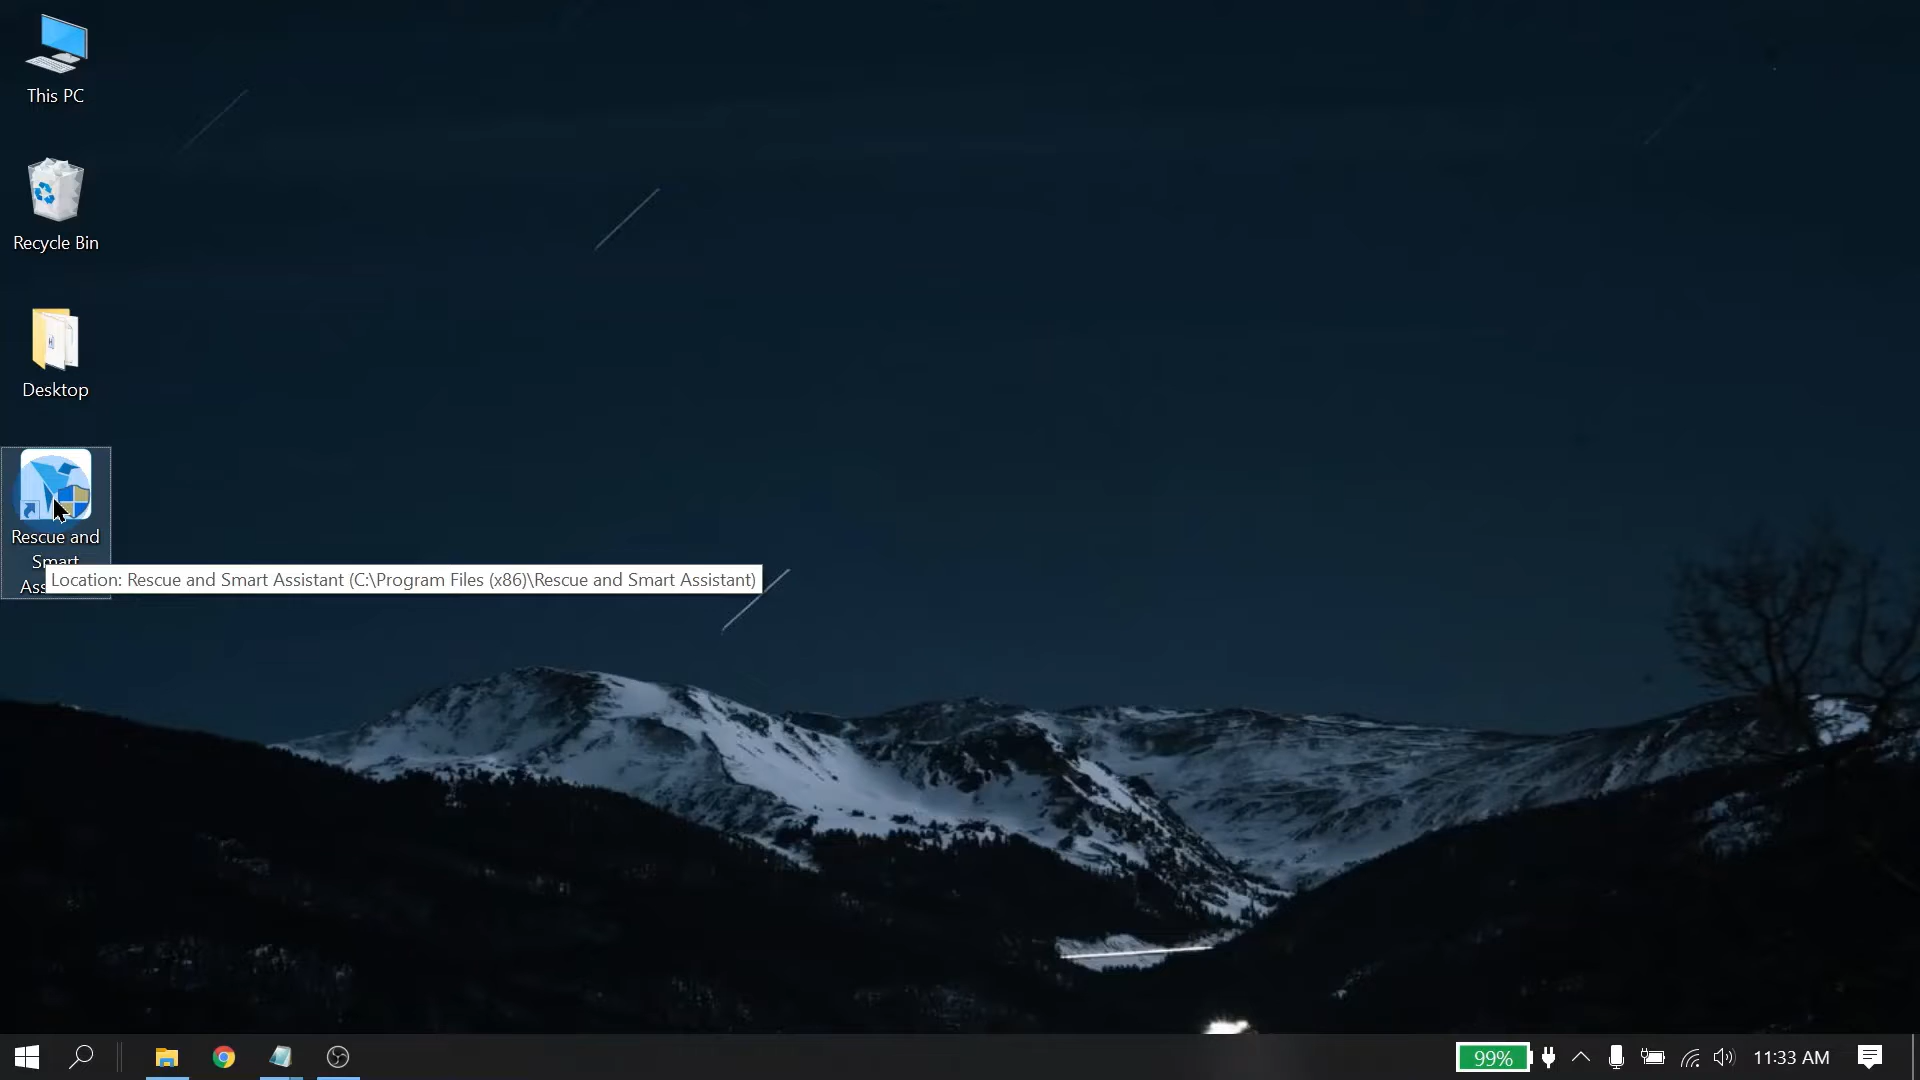 This PC
Recycle Bin
Desktop
Rescue and
Smart
Ass
Location: Rescue and Smart Assistant (C:\Program Files (x86)\Rescue and Smart Assistant)
99%
11:33 AM